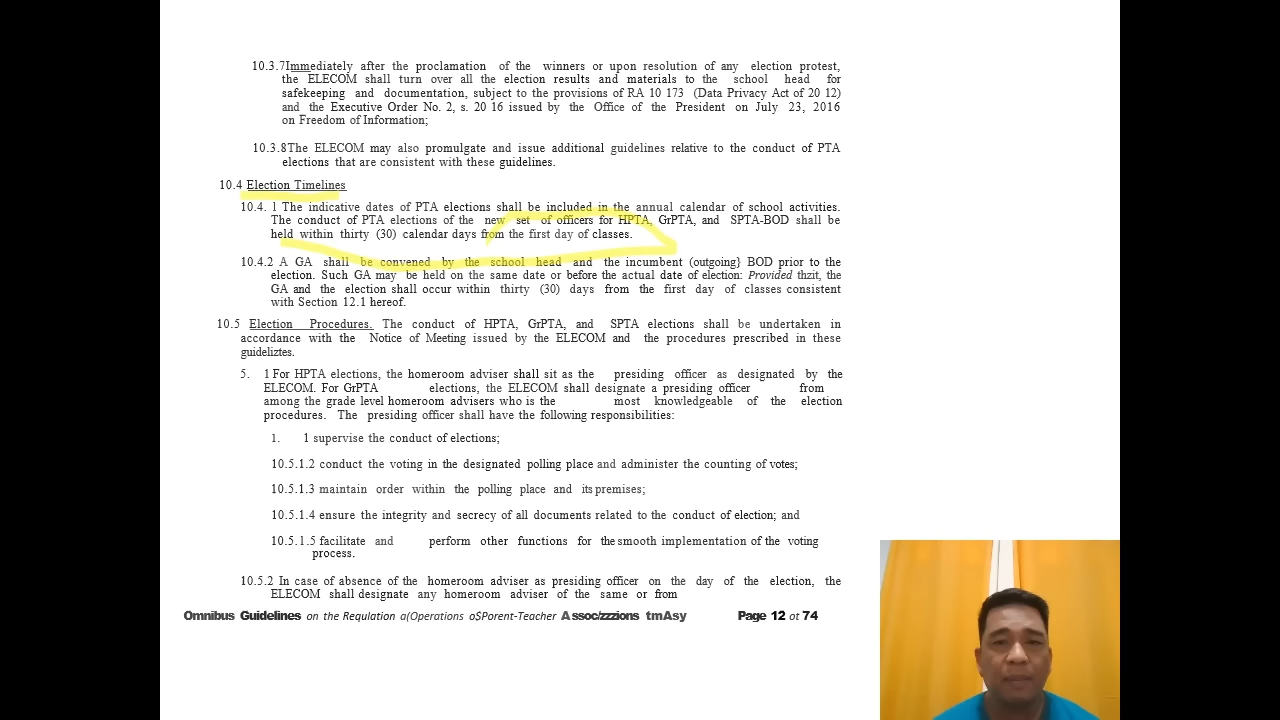 10.3.7Immediately after the proclamation of the winners or upon resolution of any election protest,
the ELECOM shall turn over all the election results and materials to the school head for
safekeeping and documentation, subject to the provisions of RA 10 173 (Data Privacy Act of 20 12)
and the Executive Order No. 2, s. 20 16 issued by the Office of the President on July 23, 2016
on Freedom of Information;
10.3.8The ELECOM may also promulgate and issue additional guidelines relative to the conduct of PTA
elections that are consistent with these guidelines.
10.4 Election Timelines
10.4. 1 The indicative dates of PTA elections shall be included in the annual calendar of school activities.
The conduct of PTA elections of the new set of officers for HPTA, GrPTA, and SPTA-BOD shall be
held within thirty (30) calendar days from the first day of classes.
10.4.2 A GA shall be convened by the school head and the incumbent (outgoing} BOD prior to the
election. Such GA may be held on the same date or before the actual date of election: Provided thzit, the
GA and the election shall occur within thirty (30) days from the first day of classes consistent
with Section 12.1 hereof.
10.5 Election Procedures. The conduct of HPTA, GrPTA, and SPTA elections shall be undertaken in
accordance with the Notice of Meeting issued by the ELECOM and the procedures prescribed in these
guideliztes.
5. 1 For HPTA elections, the homeroom adviser shall sit as the presiding officer as designated by the
ELECOM. For GrPTA elections, the ELECOM shall designate a presiding officer from
among the grade level homeroom advisers who is the most knowledgeable of the election
procedures. The presiding officer shall have the following responsibilities:
1. 1 supervise the conduct of elections;
10.5.1.2 conduct the voting in the designated polling place and administer the counting of votes;
10.5.1.3 maintain order within the polling place and its premises;
10.5.1.4 ensure the integrity and secrecy of all documents related to the conduct of election; and
10.5.1.5 facilitate and perform other functions for the smooth implementation of the voting
process.
10.5.2 In case of absence of the homeroom adviser as presiding officer on the day of the election, the
ELECOM shall designate any homeroom adviser of the same or from
Omnibus Guidelines on the Requlation a(Operations o$Parent-Teacher Assoc/zzzions tmAsy Page 12 ot 74